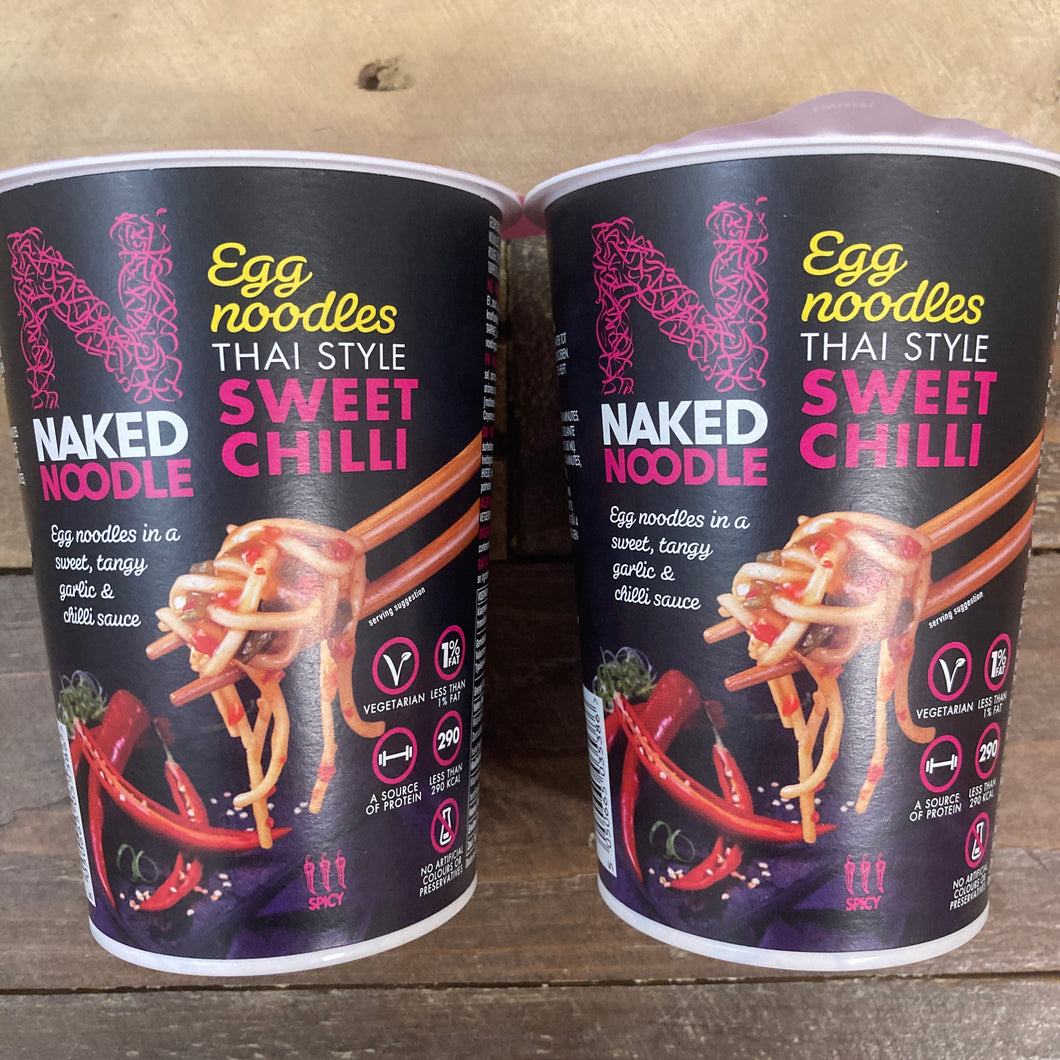 Egg
noodles
THAI STYLE
SWEET
CHILLI
NAKED
NOODLE
Egg noodles in a
sweet, tangy
garlic &
chilli sauce
serving suggestion
VEGETARIAN
1%
FAT
LESS THAN
1% FAT
A SOURCE
OF PROTEIN
290
LESS THAN
290 KCAL
NO ARTIFICIAL
COLOURS OR
PRESERVATIVES
SPICY
Egg
noodles
THAI STYLE
SWEET
CHILLI
NAKED
NOODLE
Egg noodles in a
sweet, tangy
garlic &
chilli sauce
serving suggestion
VEGETARIAN
1%
FAT
LESS THAN
1% FAT
A SOURCE
OF PROTEIN
290
LESS THAN
290 KCAL
NO ARTIFICIAL
COLOURS OR
PRESERVATIVES
SPICY